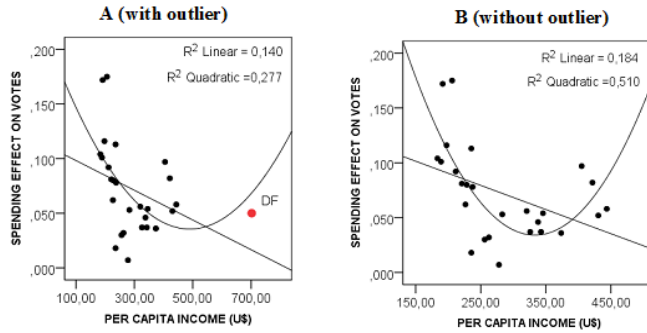 A (with outlier)
R² Linear = 0,140
R² Quadratic =0,277
,200
,150
,100
,050
,000
SPENDING EFFECT ON VOTES
DF
100,00 300,00 500,00 700,00
PER CAPITA INCOME (U$)
B (without outlier)
R² Linear = 0,184
R² Quadratic =0,510
,200
,150
,100
,050
,000
SPENDING EFFECT ON VOTES
150,00 250,00 350,00 450,00
PER CAPITA INCOME (U$)